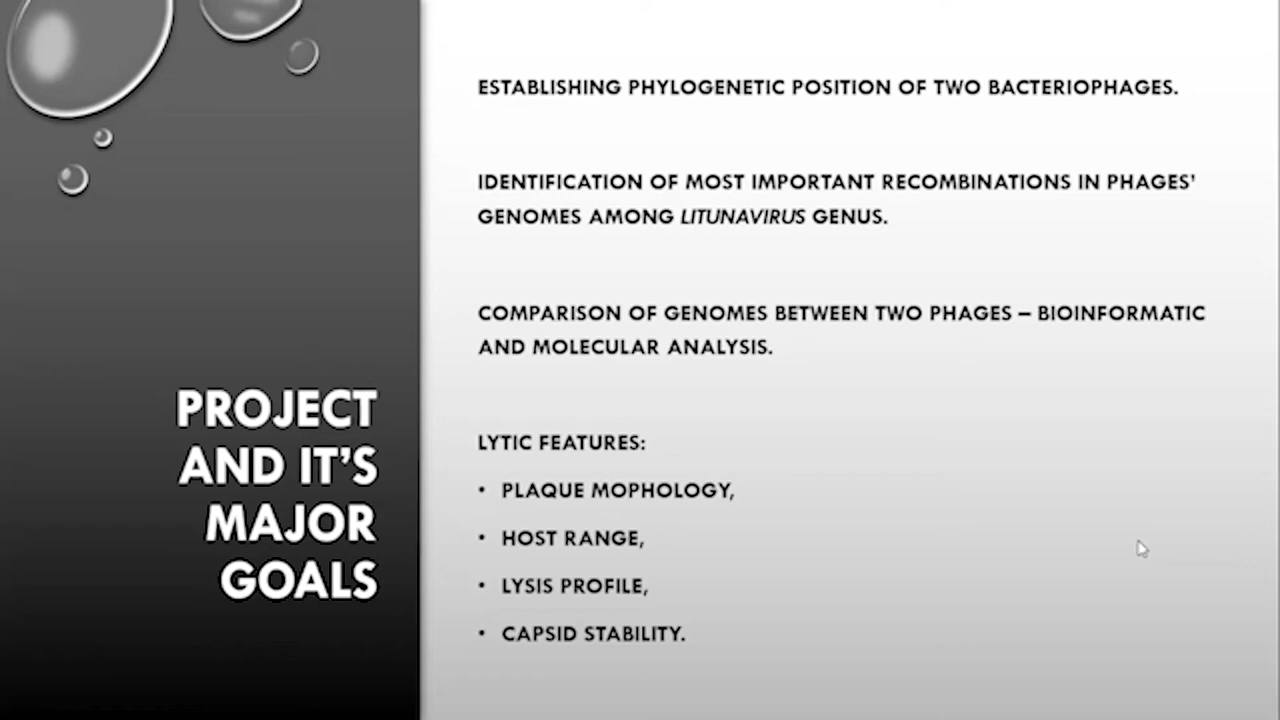 PROJECT
AND IT'S
MAJOR
GOALS
ESTABLISHING PHYLOGENETIC POSITION OF TWO BACTERIOPHAGES.
IDENTIFICATION OF MOST IMPORTANT RECOMBINATIONS IN PHAGES'
GENOMES AMONG LITUNAVIRUS GENUS.
COMPARISON OF GENOMES BETWEEN TWO PHAGES – BIOINFORMATIC
AND MOLECULAR ANALYSIS.
LYTIC FEATURES:
• PLAQUE MOPHOLOGY,
• HOST RANGE,
• LYSIS PROFILE,
• CAPSID STABILITY.